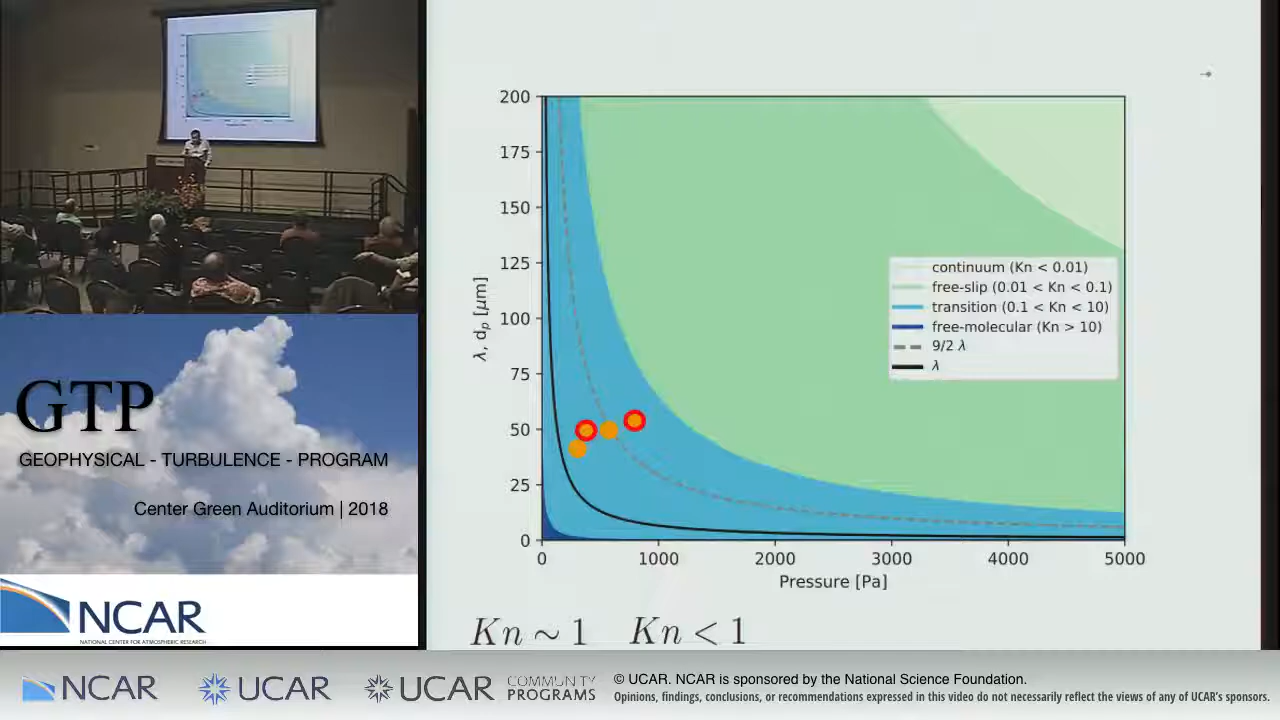 GTP
GEOPHYSICAL - TURBULENCE - PROGRAM
Center Green Auditorium | 2018
NCAR
NATIONAL CENTER FOR ATMOSPHERIC RESEARCH
200
175
150
125
100
75
50
25
0
λ, dₚ [μm]
0 1000 2000 3000 4000 5000
Pressure [Pa]
continuum (Kn < 0.01)
free-slip (0.01 < Kn < 0.1)
transition (0.1 < Kn < 10)
free-molecular (Kn > 10)
9/2 λ
λ
Kn ~ 1 Kn < 1
NCAR UCAR UCAR COMMUNITY PROGRAMS
© UCAR. NCAR is sponsored by the National Science Foundation.
Opinions, findings, conclusions, or recommendations expressed in this video do not necessarily reflect the views of any of UCAR's sponsors.